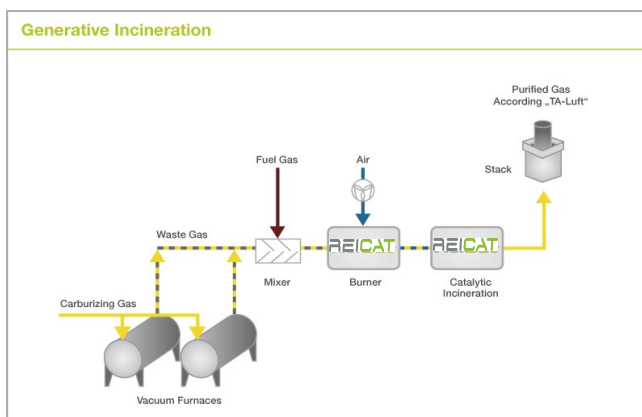 Generative Incineration
Purified Gas
According „TA-Luft“
Fuel Gas
Air
Stack
Waste Gas
REICAT
REICAT
Mixer
Burner
Catalytic
Incineration
Carburizing Gas
Vacuum Furnaces